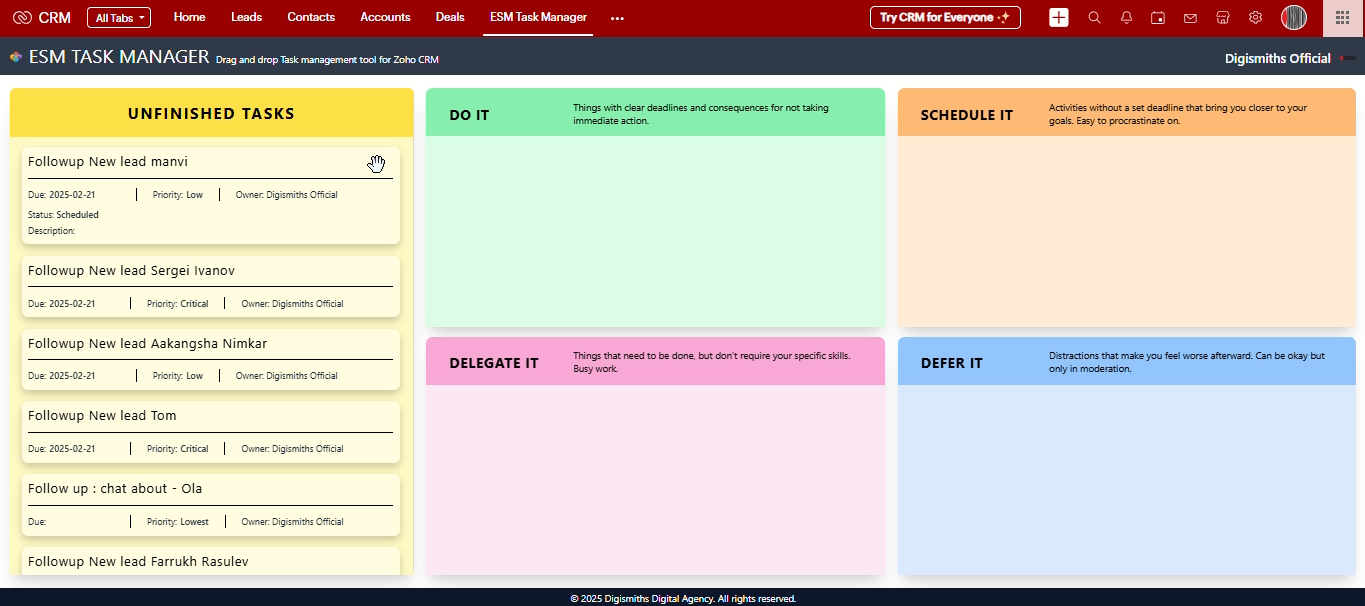 CRM All Tabs Home Leads Contacts Accounts Deals ESM Task Manager ... Try CRM for Everyone
ESM TASK MANAGER Drag and drop Task management tool for Zoho CRM Digismiths Official
UNFINISHED TASKS
Followup New lead manvi
Due: 2025-02-21 Priority: Low Owner: Digismiths Official
Status: Scheduled
Description:
Followup New lead Sergei Ivanov
Due: 2025-02-21 Priority: Critical Owner: Digismiths Official
Followup New lead Aakangsha Nimkar
Due: 2025-02-21 Priority: Low Owner: Digismiths Official
Followup New lead Tom
Due: 2025-02-21 Priority: Critical Owner: Digismiths Official
Follow up : chat about - Ola
Due: Priority: Lowest Owner: Digismiths Official
Followup New lead Farrukh Rasulev
DO IT
Things with clear deadlines and consequences for not taking
immediate action.
SCHEDULE IT
Activities without a set deadline that bring you closer to your
goals. Easy to procrastinate on.
DELEGATE IT
Things that need to be done, but don't require your specific skills.
Busy work.
DEFER IT
Distractions that make you feel worse afterward. Can be okay but
only in moderation.
© 2025 Digismiths Digital Agency. All rights reserved.